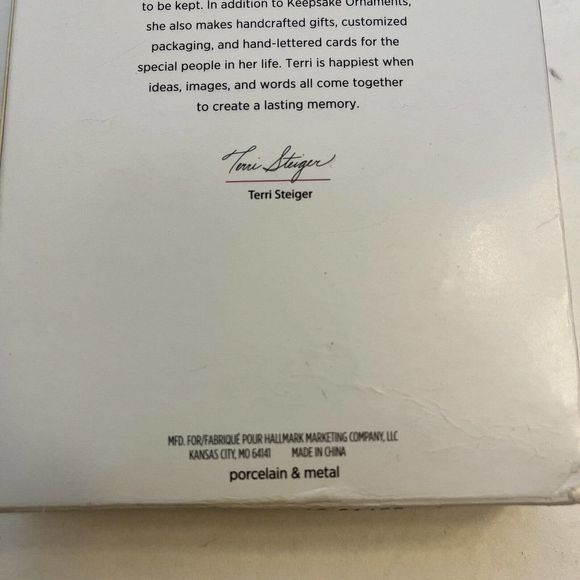 to be kept. In addition to Keepsake Ornaments,
she also makes handcrafted gifts, customized
packaging, and hand-lettered cards for the
special people in her life. Terri is happiest when
ideas, images, and words all come together
to create a lasting memory.
Terri Steiger
Terri Steiger
MFD. FOR/FABRIQUÉ POUR HALLMARK MARKETING COMPANY, LLC
KANSAS CITY, MO 64141 MADE IN CHINA
porcelain & metal